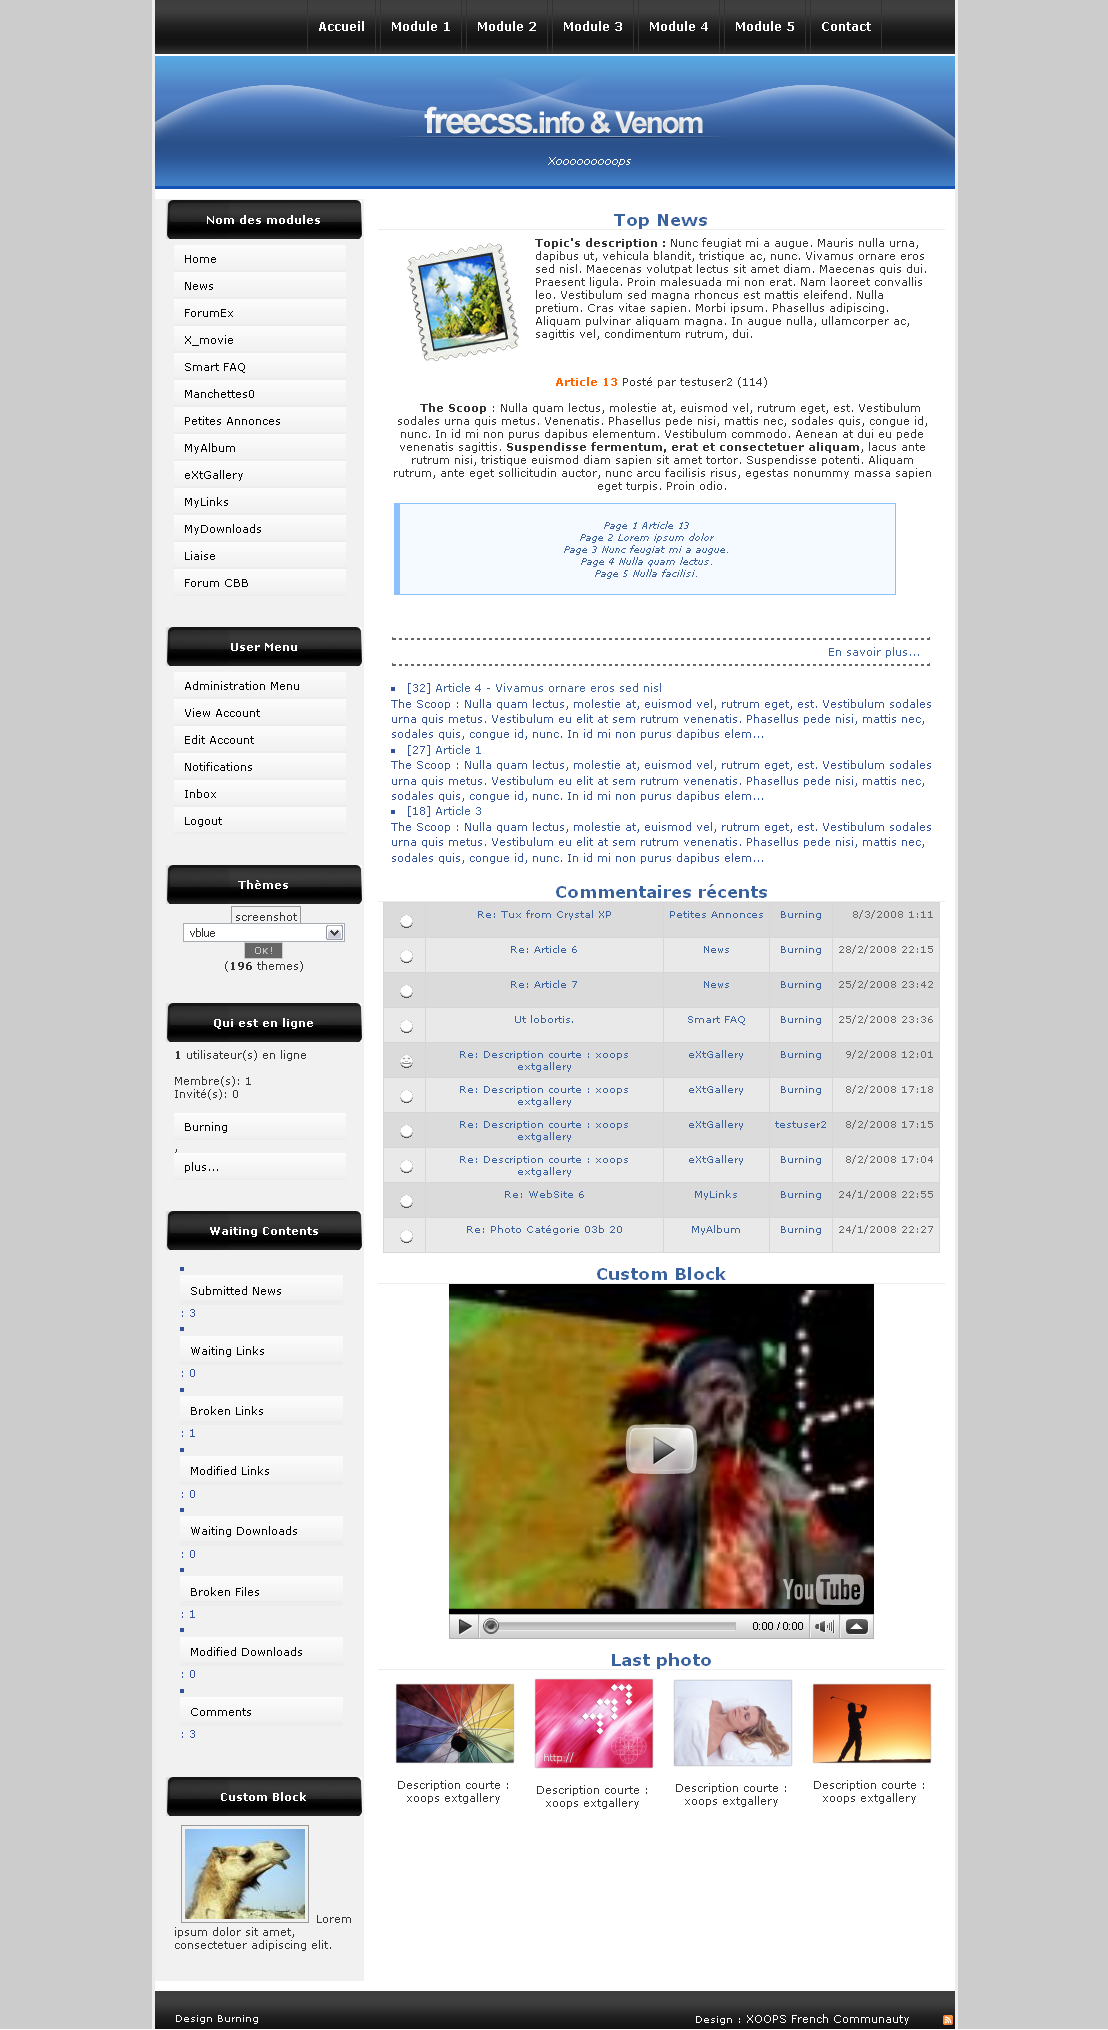 Accueil Module 1 Module 2 Module 3 Module 4 Module 5 Contact
freecss.info & Venom
Xoooooooooops
Nom des modules
Home
News
ForumEx
X_movie
Smart FAQ
Manchettes0
Petites Annonces
MyAlbum
eXtGallery
MyLinks
MyDownloads
Liaise
Forum CBB
User Menu
Administration Menu
View Account
Edit Account
Notifications
Inbox
Logout
Thèmes
screenshot
vblue
Ok!
(196 themes)
Qui est en ligne
1 utilisateur(s) en ligne
Membre(s): 1
Invité(s): 0
Burning
,
plus...
Waiting Contents
Submitted News
: 3
Waiting Links
: 0
Broken Links
: 1
Modified Links
: 0
Waiting Downloads
: 0
Broken Files
: 1
Modified Downloads
: 0
Comments
: 3
Custom Block
Lorem
ipsum dolor sit amet,
consectetuer adipiscing elit.
Top News
Topic's description : Nunc feugiat mi a augue. Mauris nulla urna,
dapibus ut, vehicula blandit, tristique ac, nunc. Vivamus ornare eros
sed nisl. Maecenas volutpat lectus sit amet diam. Maecenas quis dui.
Praesent ligula. Proin malesuada mi non erat. Nam laoreet convallis
leo. Vestibulum sed magna rhoncus est mattis eleifend. Nulla
pretium. Cras vitae sapien. Morbi ipsum. Phasellus adipiscing.
Aliquam pulvinar aliquam magna. In augue nulla, ullamcorper ac,
sagittis vel, condimentum rutrum, dui.
Article 13 Posté par testuser2 (114)
The Scoop : Nulla quam lectus, molestie at, euismod vel, rutrum eget, est. Vestibulum
sodales urna quis metus. Venenatis. Phasellus pede nisi, mattis nec, sodales quis, congue id,
nunc. In id mi non purus dapibus elementum. Vestibulum commodo. Aenean at dui eu pede
venenatis sagittis. Suspendisse fermentum, erat et consectetuer aliquam, lacus ante
rutrum nisi, tristique euismod diam sapien sit amet tortor. Suspendisse potenti. Aliquam
rutrum, ante eget sollicitudin auctor, nunc arcu facilisis risus, egestas nonummy massa sapien
eget turpis. Proin odio.
Page 1 Article 13
Page 2 Lorem ipsum dolor
Page 3 Nunc feugiat mi a augue.
Page 4 Nulla quam lectus.
Page 5 Nulla facilisi.
En savoir plus...
[32] Article 4 - Vivamus ornare eros sed nisl
The Scoop : Nulla quam lectus, molestie at, euismod vel, rutrum eget, est. Vestibulum sodales
urna quis metus. Vestibulum eu elit at sem rutrum venenatis. Phasellus pede nisi, mattis nec,
sodales quis, congue id, nunc. In id mi non purus dapibus elem...
[27] Article 1
The Scoop : Nulla quam lectus, molestie at, euismod vel, rutrum eget, est. Vestibulum sodales
urna quis metus. Vestibulum eu elit at sem rutrum venenatis. Phasellus pede nisi, mattis nec,
sodales quis, congue id, nunc. In id mi non purus dapibus elem...
[18] Article 3
The Scoop : Nulla quam lectus, molestie at, euismod vel, rutrum eget, est. Vestibulum sodales
urna quis metus. Vestibulum eu elit at sem rutrum venenatis. Phasellus pede nisi, mattis nec,
sodales quis, congue id, nunc. In id mi non purus dapibus elem...
Commentaires récents
Re: Tux from Crystal XP Petites Annonces Burning 8/3/2008 1:11
Re: Article 6 News Burning 28/2/2008 22:15
Re: Article 7 News Burning 25/2/2008 23:42
Ut lobortis. Smart FAQ Burning 25/2/2008 23:36
Re: Description courte : xoops extgallery eXtGallery Burning 9/2/2008 12:01
Re: Description courte : xoops extgallery eXtGallery Burning 8/2/2008 17:18
Re: Description courte : xoops extgallery eXtGallery testuser2 8/2/2008 17:15
Re: Description courte : xoops extgallery eXtGallery Burning 8/2/2008 17:04
Re: WebSite 6 MyLinks Burning 24/1/2008 22:55
Re: Photo Catégorie 03b 20 MyAlbum Burning 24/1/2008 22:27
Custom Block
YouTube
0:00 / 0:00
Last photo
http://
Description courte : Description courte : Description courte : Description courte :
xoops extgallery xoops extgallery xoops extgallery xoops extgallery
Design Burning
Design : XOOPS French Communauty